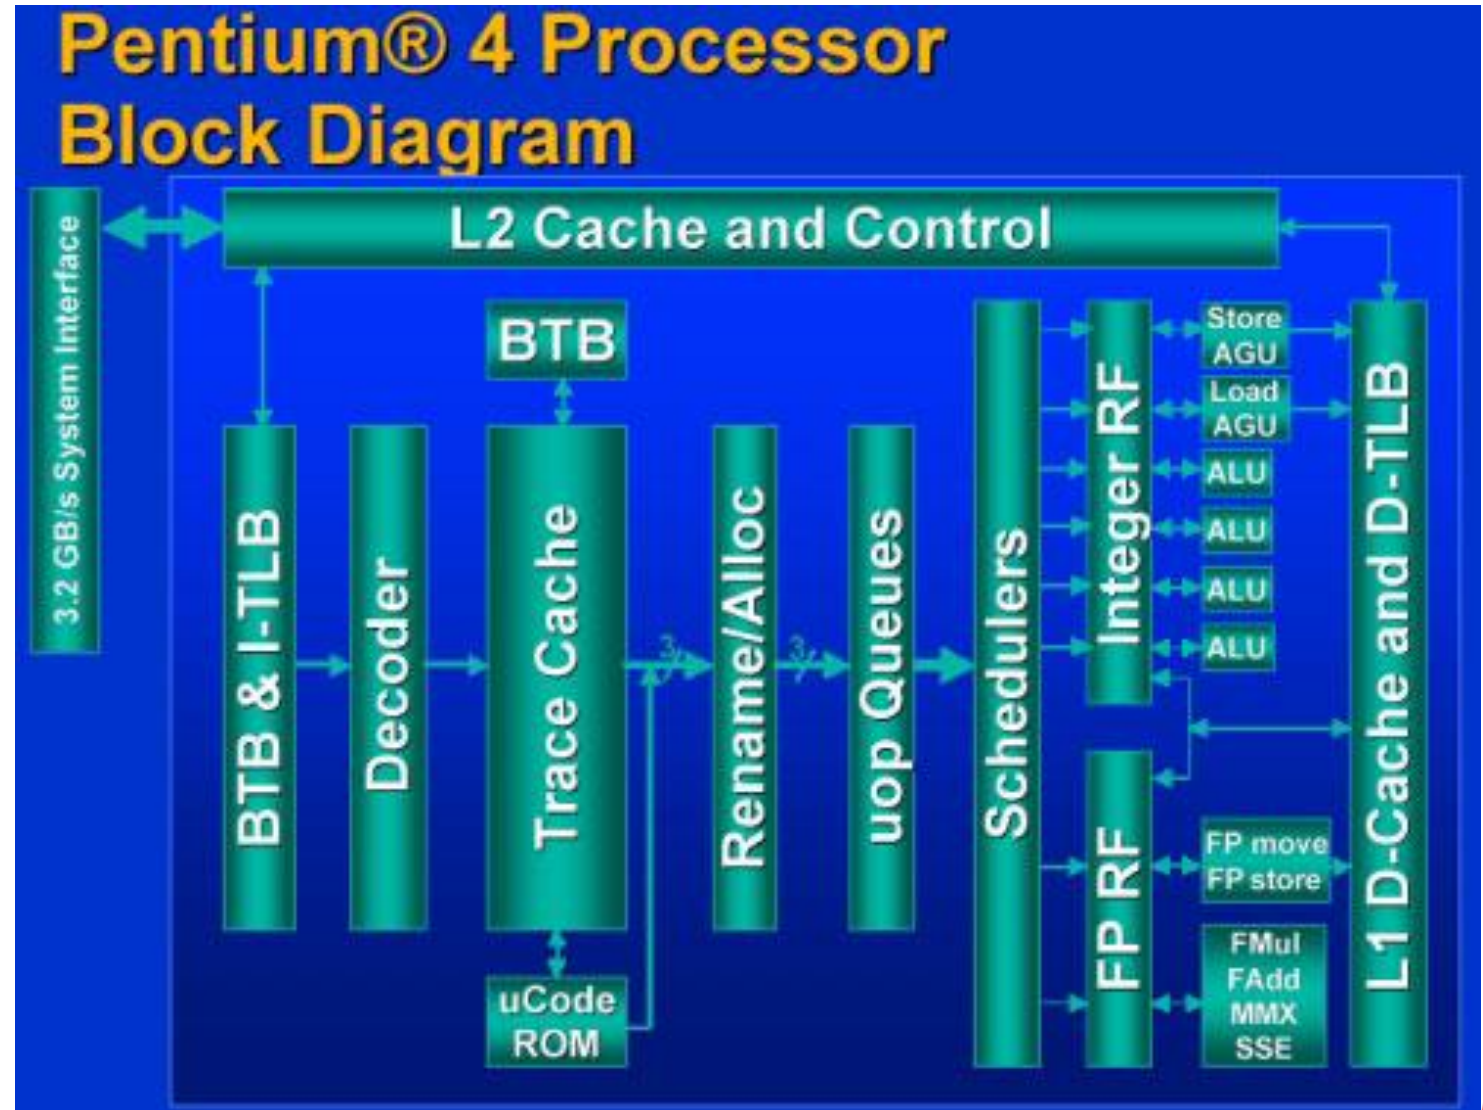 Pentium® 4 Processor
Block Diagram
3.2 GB/s System Interface
L2 Cache and Control
BTB
BTB & I-TLB
Decoder
Trace Cache
uCode
ROM
3
Rename/Alloc
3
uop Queues
Schedulers
Integer RF
FP RF
Store
AGU
Load
AGU
ALU
ALU
ALU
ALU
FP move
FP store
FMul
FAdd
MMX
SSE
L1 D-Cache and D-TLB